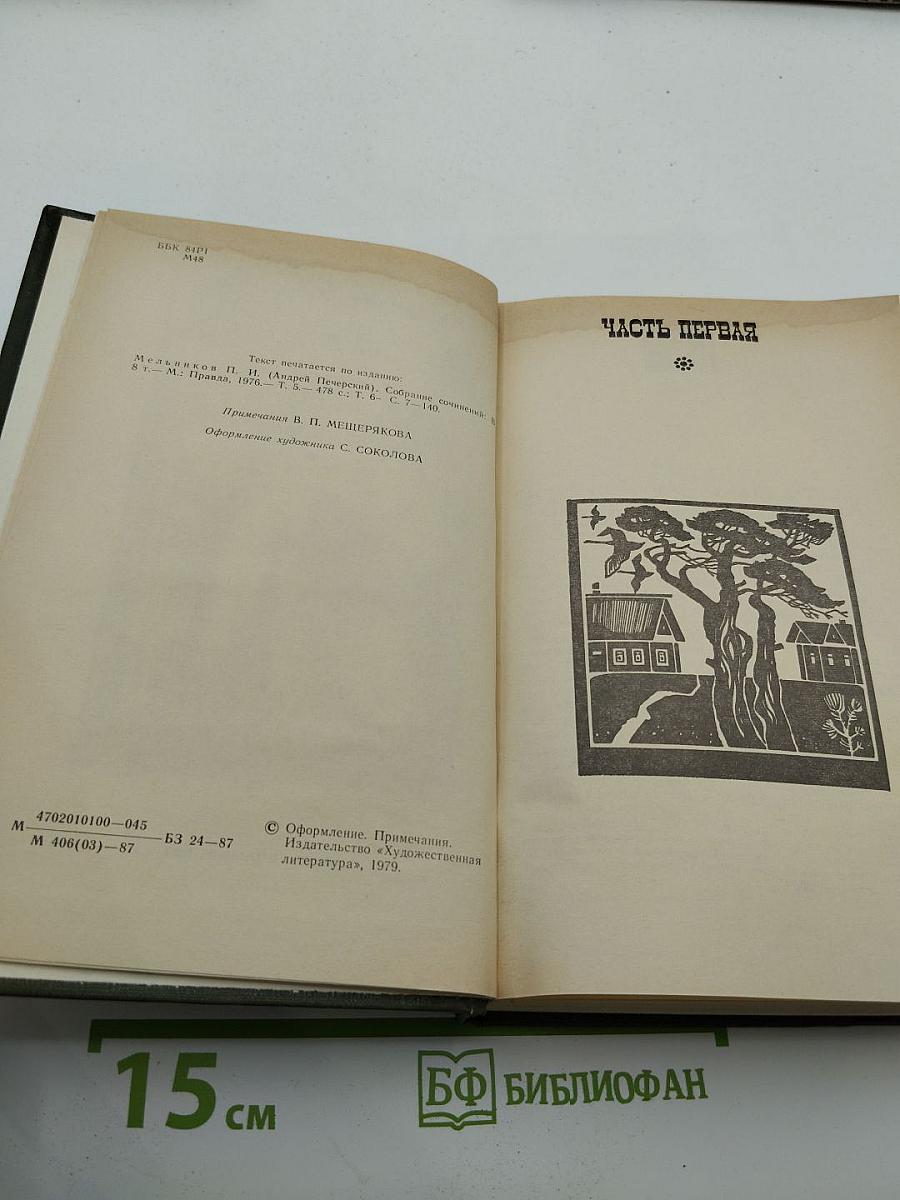 ББК 84Р1
М48
Текст печатается по изданию:
Мельников П. И. (Андрей Печерский). Собрание сочинений: В
8 т.— М.: Правда, 1976.— Т. 5.— 478 с.; Т. 6– С. 7—140.
Примечания В. П. МЕЩЕРЯКОВА
Оформление художника С. СОКОЛОВА
М 4702010100—045 БЗ 24—87
М 406(03)—87
© Оформление. Примечания.
Издательство «Художественная
литература», 1979.
ЧАСТЬ ПЕРВАЯ
15 см
БФ БИБЛИОФАН